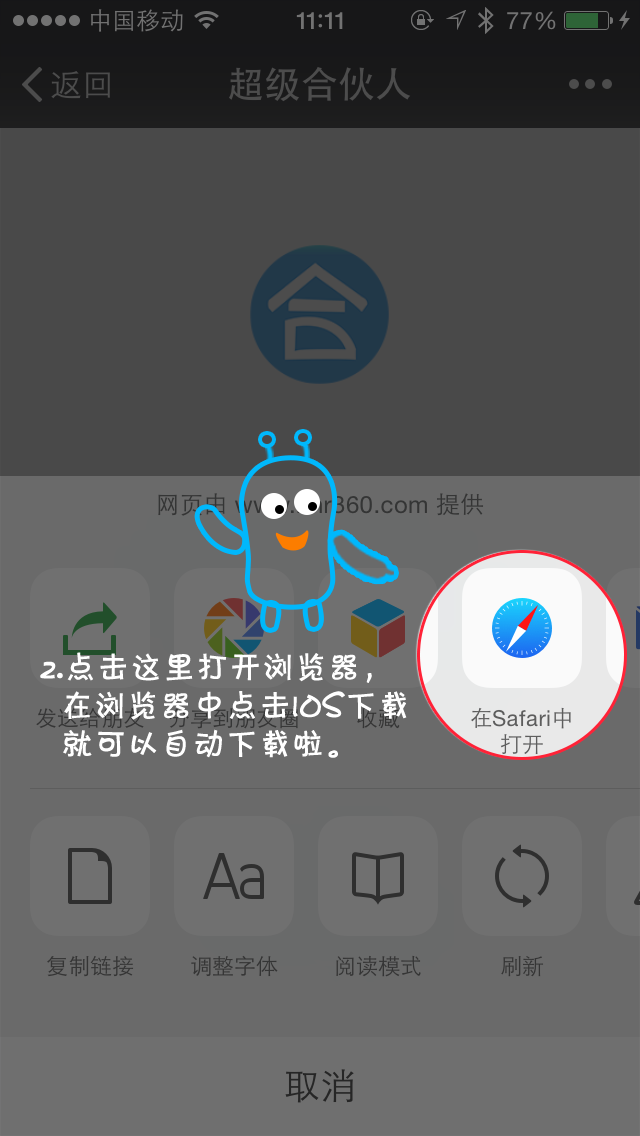 中国移动 11:11 77%
返回 超级合伙人
网页由 www. r360.com 提供
2.点击这里打开浏览器，
在浏览器中点击IOS下载
就可以自动下载啦。
发送给朋友 分享到朋友圈 收藏 在Safari中
打开
Aa
复制链接 调整字体 阅读模式 刷新
取消